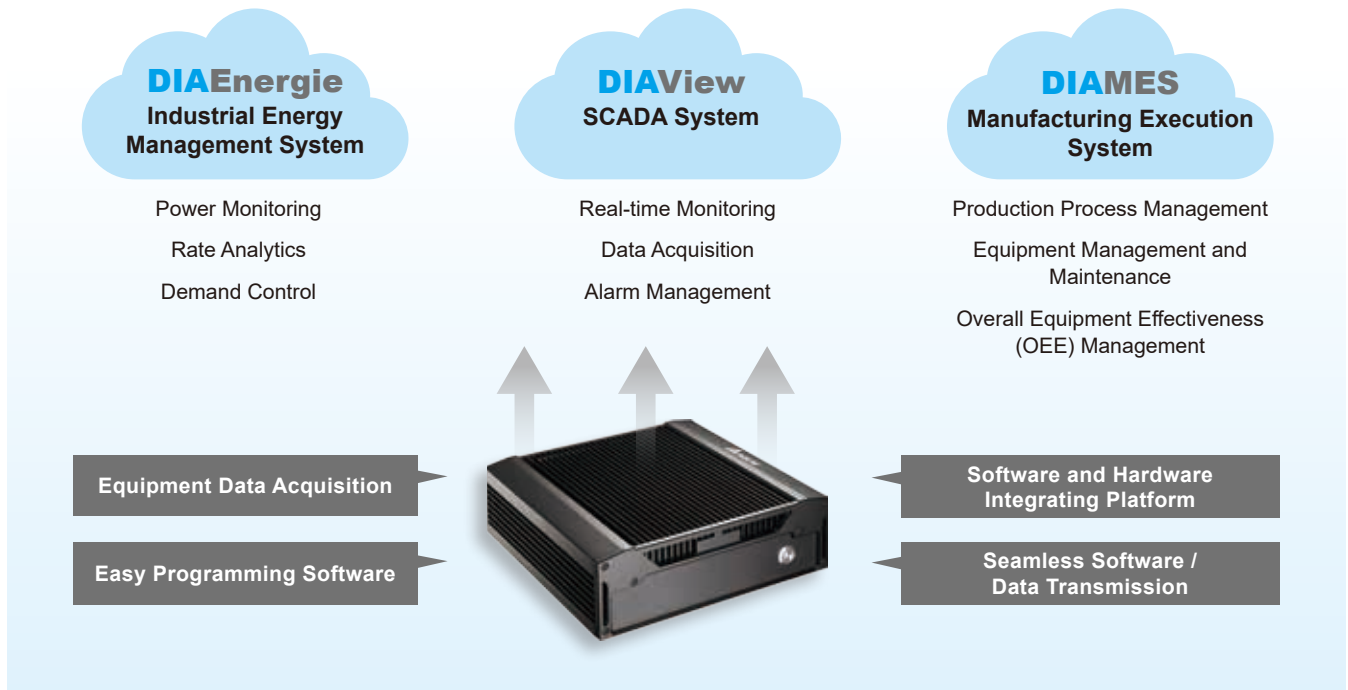 DIAEnergie
Industrial Energy
Management System
Power Monitoring
Rate Analytics
Demand Control
DIAView
SCADA System
Real-time Monitoring
Data Acquisition
Alarm Management
DIAMES
Manufacturing Execution
System
Production Process Management
Equipment Management and
Maintenance
Overall Equipment Effectiveness
(OEE) Management
Equipment Data Acquisition
Easy Programming Software
Software and Hardware
Integrating Platform
Seamless Software /
Data Transmission